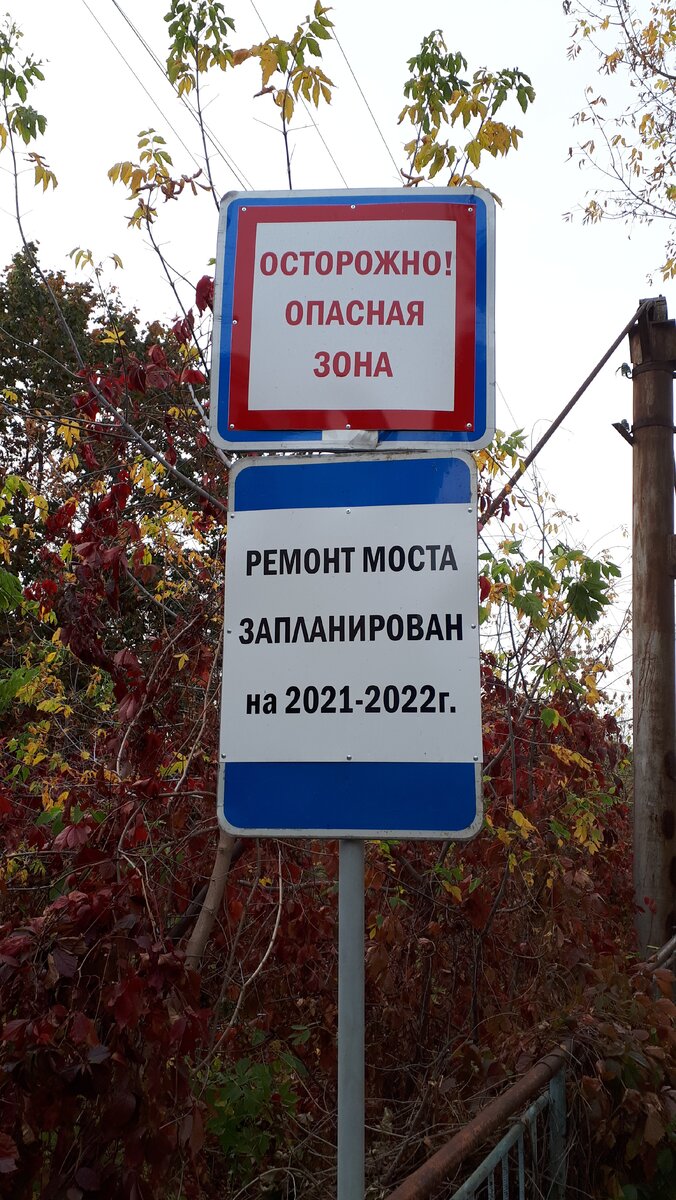 ОСТОРОЖНО!
ОПАСНАЯ
ЗОНА
РЕМОНТ МОСТА
ЗАПЛАНИРОВАН
на 2021-2022г.